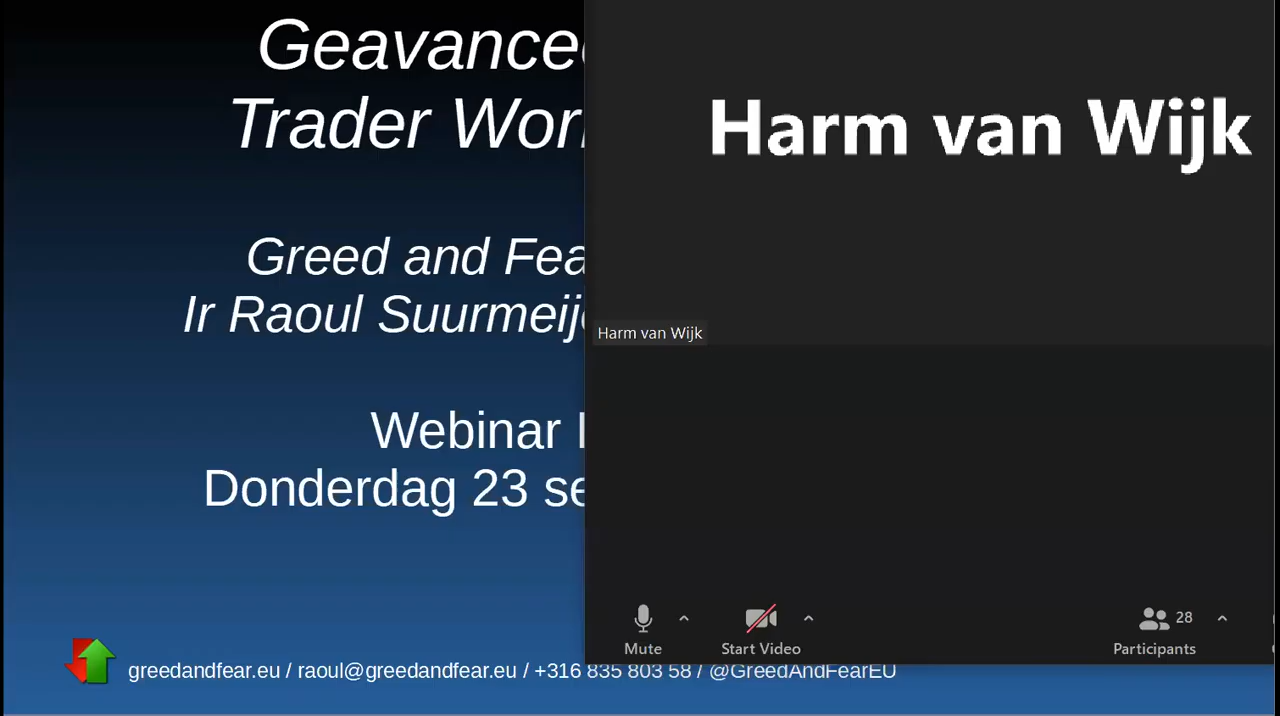 Geavanceed
Trader Wor
Greed and Fea
Ir Raoul Suurmeij
Webinar
Donderdag 23 se
greedandfear.eu / raoul@greedandfear.eu / +316 835 803 58 / @GreedAndFearEU
Harm van Wijk
Harm van Wijk
Mute
Start Video
28
Participants